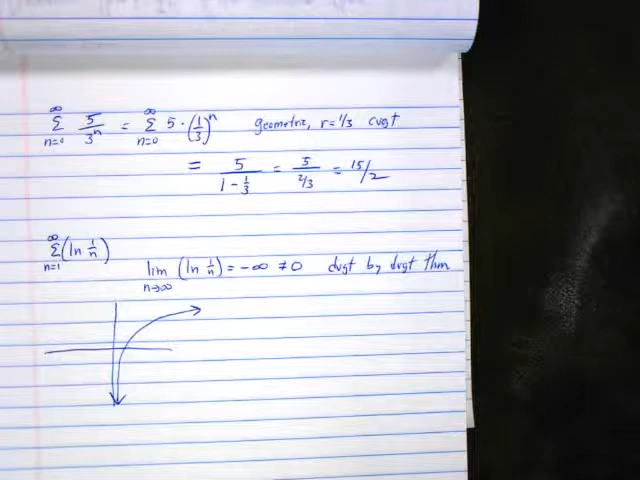 ∞ ∑ n=0 5/3ⁿ = ∞ ∑ n=0 5 · (1/3)ⁿ geometric, r = 1/3 cvgt
= 5/(1 - 1/3) = 5/(2/3) = 15/2
∞ ∑ n=1 (ln 1/n) lim n→∞ (ln 1/n) = -∞ ≠ 0 dvgt by dvgt thm